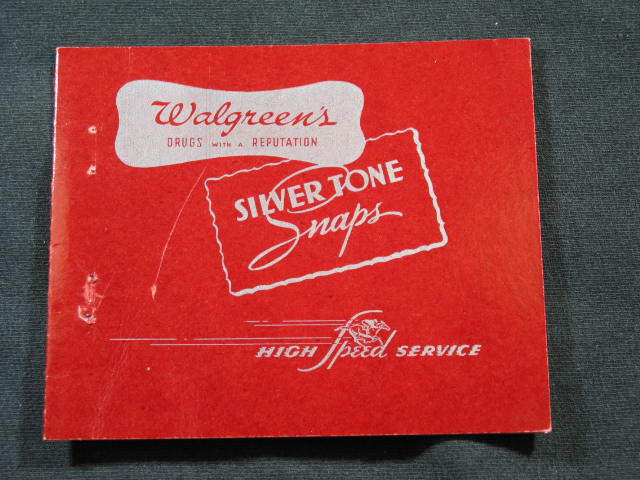 Walgreen's
DRUGS WITH A REPUTATION
SILVER TONE
Snaps
HIGH Speed SERVICE